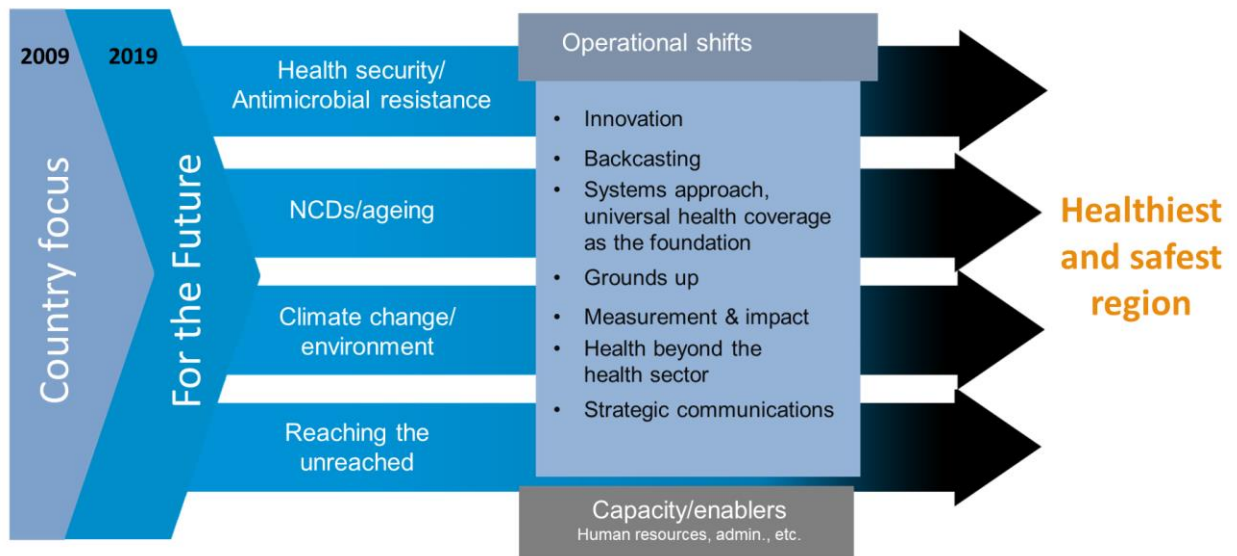 2009
2019
Country focus
For the Future
Health security/
Antimicrobial resistance
NCDs/ageing
Climate change/
environment
Reaching the
unreached
Operational shifts
• Innovation
• Backcasting
• Systems approach,
universal health coverage
as the foundation
• Grounds up
• Measurement & impact
• Health beyond the
health sector
• Strategic communications
Capacity/enablers
Human resources, admin., etc.
Healthiest
and safest
region